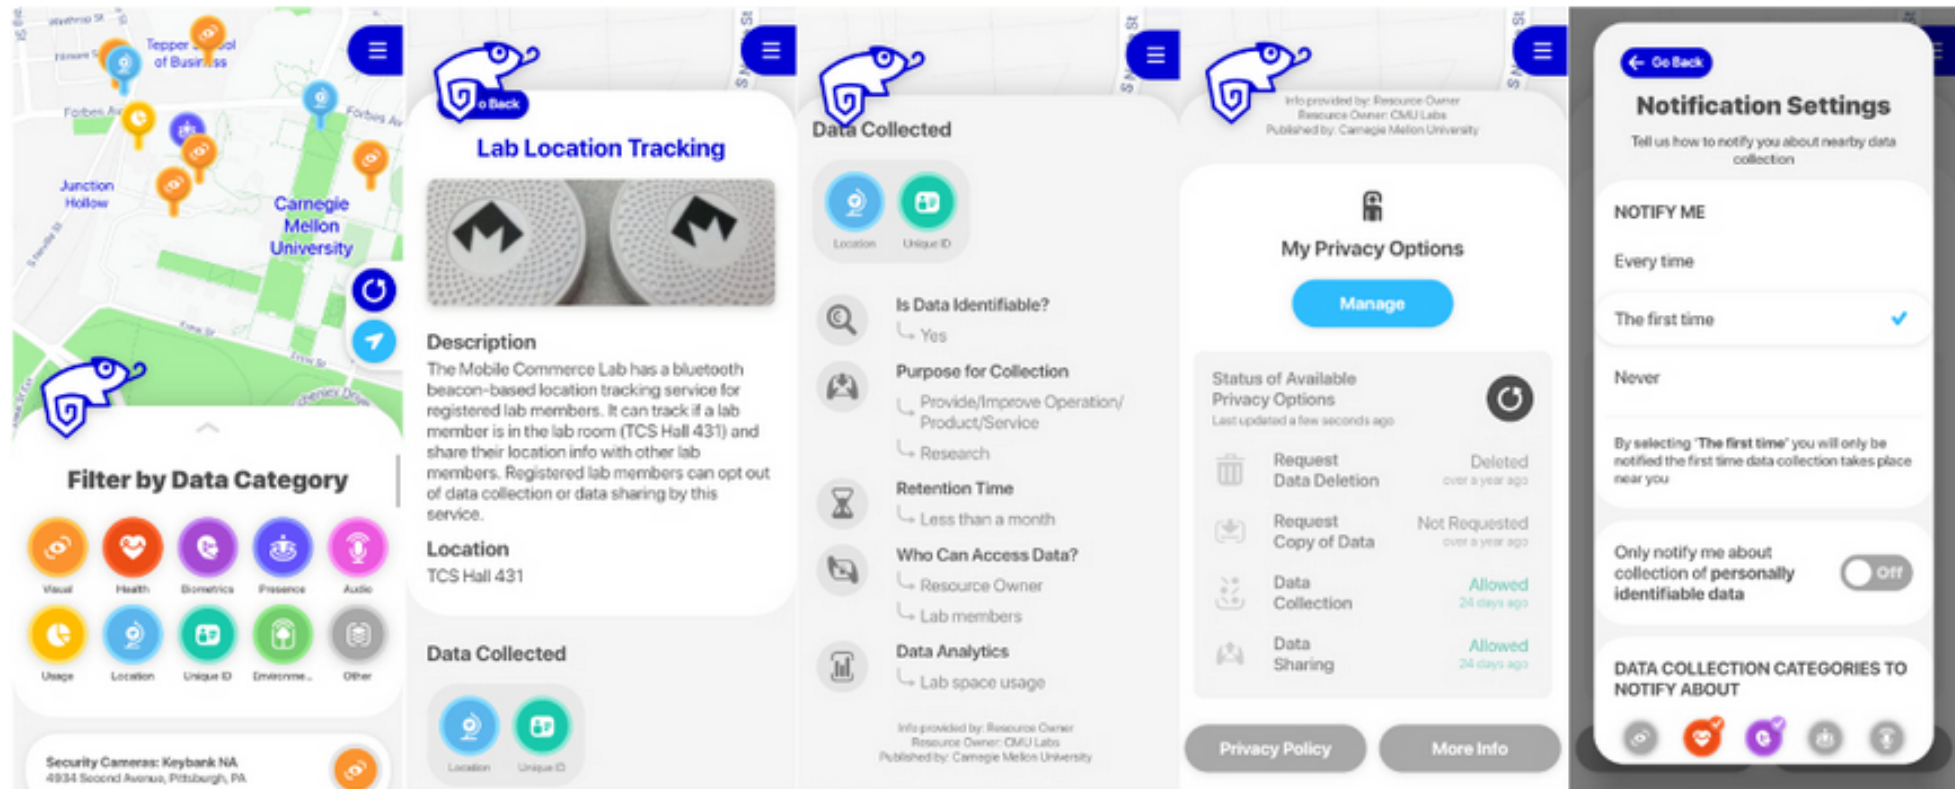 Winthrop St
Tepper School
of Business
Forbes Av
Forbes Av
Junction
Hollow
Carnegie
Mellon
University
S Neville St
Frew St
Frew St
Schenley Drive
Filter by Data Category
Visual
Health
Biometrics
Presence
Audio
Usage
Location
Unique ID
Environme...
Other
Security Cameras: Keybank NA
4934 Second Avenue, Pittsburgh, PA
o Back
Lab Location Tracking
Description
The Mobile Commerce Lab has a bluetooth
beacon-based location tracking service for
registered lab members. It can track if a lab
member is in the lab room (TCS Hall 431) and
share their location info with other lab
members. Registered lab members can opt out
of data collection or data sharing by this
service.
Location
TCS Hall 431
Data Collected
Location
Unique ID
Data Collected
Location
Unique ID
Is Data Identifiable?
Yes
Purpose for Collection
Provide/Improve Operation/
Product/Service
Research
Retention Time
Less than a month
Who Can Access Data?
Resource Owner
Lab members
Data Analytics
Lab space usage
Info provided by: Resource Owner
Resource Owner: CMU Labs
Published by: Carnegie Mellon University
Info provided by: Resource Owner
Resource Owner: CMU Labs
Published by: Carnegie Mellon University
My Privacy Options
Manage
Status of Available
Privacy Options
Last updated a few seconds ago
Request
Data Deletion
Deleted
over a year ago
Request
Copy of Data
Not Requested
over a year ago
Data
Collection
Allowed
24 days ago
Data
Sharing
Allowed
24 days ago
Privacy Policy
More Info
Go Back
Notification Settings
Tell us how to notify you about nearby data
collection
NOTIFY ME
Every time
The first time
Never
By selecting "The first time" you will only be
notified the first time data collection takes place
near you
Only notify me about
collection of personally
identifiable data
Off
DATA COLLECTION CATEGORIES TO
NOTIFY ABOUT